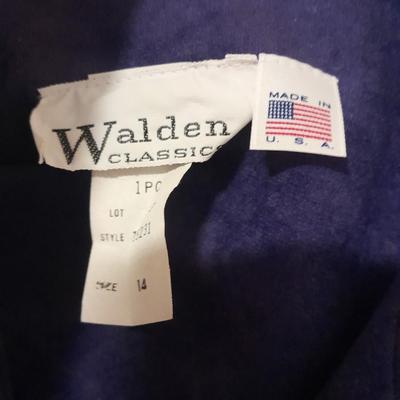 Walden
CLASSICS
MADE IN
U. S. A.
1PC
LOT
STYLE
SIZE 14